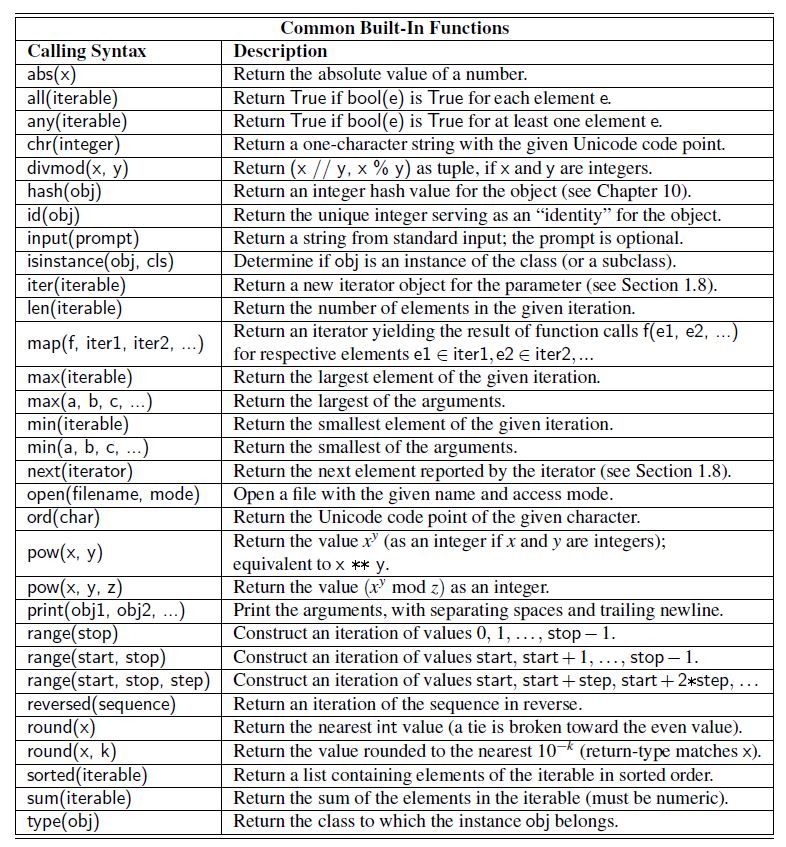 Common Built-In Functions
Calling Syntax Description
abs(x) Return the absolute value of a number.
all(iterable) Return True if bool(e) is True for each element e.
any(iterable) Return True if bool(e) is True for at least one element e.
chr(integer) Return a one-character string with the given Unicode code point.
divmod(x, y) Return (x // y, x % y) as tuple, if x and y are integers.
hash(obj) Return an integer hash value for the object (see Chapter 10).
id(obj) Return the unique integer serving as an “identity” for the object.
input(prompt) Return a string from standard input; the prompt is optional.
isinstance(obj, cls) Determine if obj is an instance of the class (or a subclass).
iter(iterable) Return a new iterator object for the parameter (see Section 1.8).
len(iterable) Return the number of elements in the given iteration.
map(f, iter1, iter2, ...) Return an iterator yielding the result of function calls f(e1, e2, ...)
for respective elements e1 ∈ iter1, e2 ∈ iter2, ...
max(iterable) Return the largest element of the given iteration.
max(a, b, c, ...) Return the largest of the arguments.
min(iterable) Return the smallest element of the given iteration.
min(a, b, c, ...) Return the smallest of the arguments.
next(iterator) Return the next element reported by the iterator (see Section 1.8).
open(filename, mode) Open a file with the given name and access mode.
ord(char) Return the Unicode code point of the given character.
pow(x, y) Return the value x^y (as an integer if x and y are integers);
equivalent to x ** y.
pow(x, y, z) Return the value (x^y mod z) as an integer.
print(obj1, obj2, ...) Print the arguments, with separating spaces and trailing newline.
range(stop) Construct an iteration of values 0, 1, ..., stop − 1.
range(start, stop) Construct an iteration of values start, start + 1, ..., stop − 1.
range(start, stop, step) Construct an iteration of values start, start + step, start + 2*step, ...
reversed(sequence) Return an iteration of the sequence in reverse.
round(x) Return the nearest int value (a tie is broken toward the even value).
round(x, k) Return the value rounded to the nearest 10^−k (return-type matches x).
sorted(iterable) Return a list containing elements of the iterable in sorted order.
sum(iterable) Return the sum of the elements in the iterable (must be numeric).
type(obj) Return the class to which the instance obj belongs.